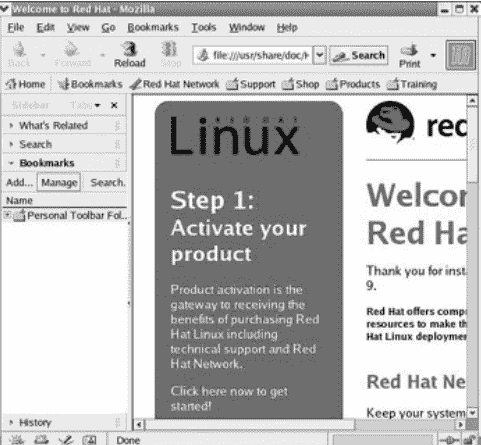 Welcome to Red Hat - Mozilla
File Edit View Go Bookmarks Tools Window Help
Back Forward Reload Stop file:///usr/share/doc/H Search Print
Home Bookmarks Red Hat Network Support Shop Products Training
Sidebar Tabs
What's Related
Search
Bookmarks
Add... Manage Search.
Name
Personal Toolbar Fol..
History
RED HAT
Linux
Step 1:
Activate your
product
Product activation is the
gateway to receiving the
benefits of purchasing Red
Hat Linux including
technical support and Red
Hat Network.
Click here now to get
started!
red
Welcor
Red Ha
Thank you for inst
9.
Red Hat offers comp
resources to make th
Hat Linux deploymen
Red Hat Ne
Keep your system
Done